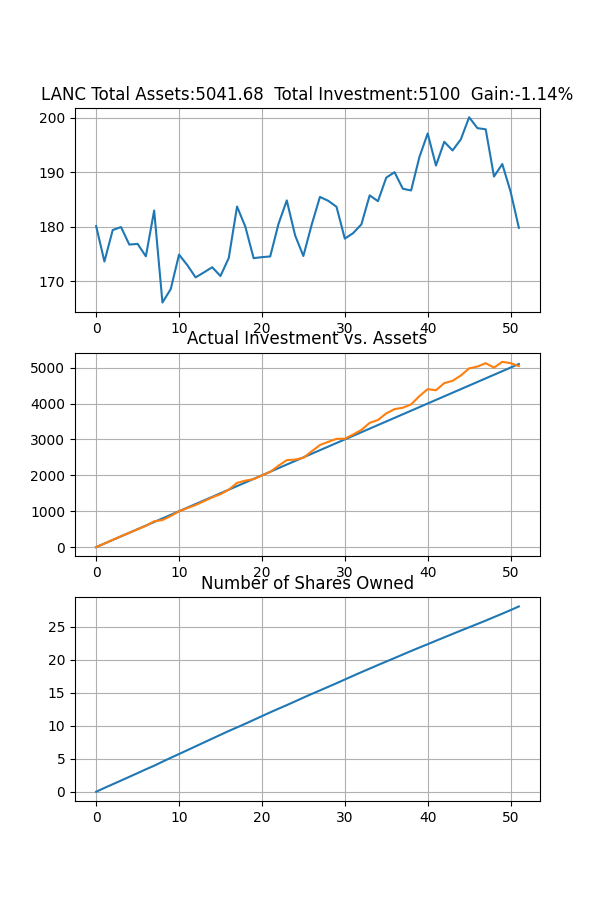 LANC Total Assets:5041.68  Total Investment:5100  Gain:-1.14%
200
190
180
170
0 10 20 30 40 50
Actual Investment vs. Assets
5000
4000
3000
2000
1000
0
0 10 20 30 40 50
Number of Shares Owned
25
20
15
10
5
0
0 10 20 30 40 50